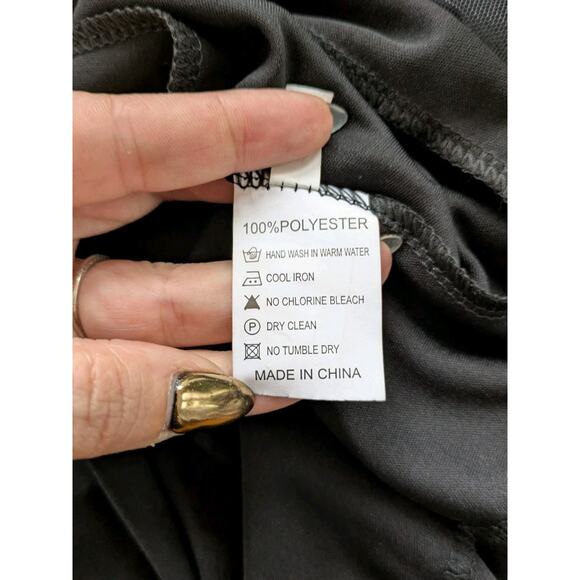 100%POLYESTER
HAND WASH IN WARM WATER
COOL IRON
NO CHLORINE BLEACH
P DRY CLEAN
NO TUMBLE DRY
MADE IN CHINA